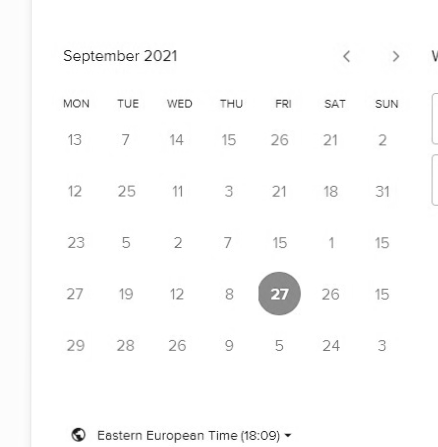 September 2021
MON TUE WED THU FRI SAT SUN
13 7 14 15 26 21 2
12 25 11 3 21 18 31
23 5 2 7 15 1 15
27 19 12 8 27 26 15
29 28 26 9 5 24 3
Eastern European Time (18:09)